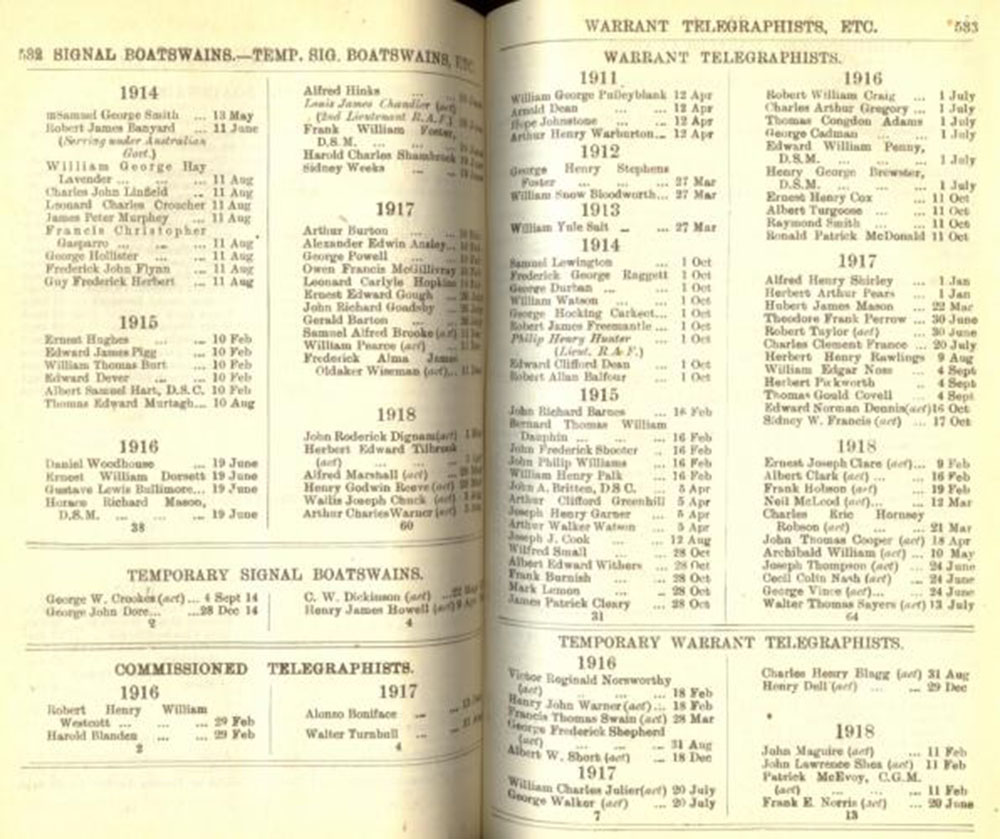 532 SIGNAL BOATSWAINS.—TEMP. SIG. BOATSWAINS, ETC.
1914
mSamuel George Smith ... 13 May
Robert James Banyard ... 11 June
(Serving under Australian
Govt.)
William George Hay
Lavender ... ... ... 11 Aug
Charles John Linfield ... 11 Aug
Leonard Charles Croucher 11 Aug
James Peter Murphey ... 11 Aug
Francis Christopher
Gasparro ... ... ... 11 Aug
George Hollister ... ... 11 Aug
Frederick John Flynn ... 11 Aug
Guy Frederick Herbert ... 11 Aug
1915
Ernest Hughes ... 10 Feb
Edward James Pigg ... 10 Feb
William Thomas Burt ... 10 Feb
Edward Dever ... ... 10 Feb
Albert Samuel Hart, D.S.C. 10 Feb
Thomas Edward Murtagh... 10 Aug
1916
Daniel Woodhouse ... 19 June
Ernest William Dorsett 19 June
Gustave Lewis Bullimore... 19 June
Horace Richard Mason,
D.S.M. ... ... ... 19 June
38
Alfred Hinks
Louis James Chandler (act)
(2nd Lieutenant R.A.F.)
Frank William Foster,
D.S.M.
Harold Charles Shambrook
Sidney Weeks
1917
Arthur Burton
Alexander Edwin Ansley...
George Powell
Owen Francis McGillivray
Leonard Carlyle Hopkins
Ernest Edward Gough
John Richard Goadsby
Gerald Barton
Samuel Alfred Brooke (act)
William Pearce (act)
Frederick Alma James
Oldaker Wiseman (act)...
1918
John Roderick Dignam (act)
Herbert Edward Tilbrook
(act)
Alfred Marshall (act)
Henry Godwin Reeve (act)
Wallis Joseph Chuck (act)
Arthur Charles Warner (act)
60
TEMPORARY SIGNAL BOATSWAINS.
George W. Crookes (act)... 4 Sept 14
George John Dore... ...28 Dec 14
2
C. W. Dickinson (act)
Henry James Howell (act)
4
COMMISSIONED TELEGRAPHISTS.
1916
Robert Henry William
Westcott ... ... ... 29 Feb
Harold Blanden ... ... 29 Feb
2
1917
Alonso Boniface
Walter Turnbull
4
WARRANT TELEGRAPHISTS, ETC. 533
WARRANT TELEGRAPHISTS.
1911
William George Pulleyblank 12 Apr
Arnold Dean ... ... 12 Apr
Hope Johnstone ... ... 12 Apr
Arthur Henry Warburton... 12 Apr
1912
George Henry Stephens
Foster ... ... ... 27 Mar
William Snow Bloodworth... 27 Mar
1913
William Yule Salt ... ... 27 Mar
1914
Samuel Lewington ... 1 Oct
Frederick George Raggett 1 Oct
George Durban ... ... 1 Oct
William Watson ... 1 Oct
George Hocking Carkeet... 1 Oct
Robert James Freemantle ... 1 Oct
Philip Henry Hunter ... 1 Oct
(Lieut. R.A.F.)
Edward Clifford Dean ... 1 Oct
Robert Allan Balfour ... 1 Oct
1915
John Richard Barnes ... 16 Feb
Bernard Thomas William
Dauphin ... ... ... 16 Feb
John Frederick Shooter .. 16 Feb
John Philip Williams ... 16 Feb
William Henry Palk ... 16 Feb
John A. Britten, D.S.C. ... 5 Apr
Arthur Clifford Greenhill 5 Apr
Joseph Henry Garner ... 5 Apr
Arthur Walker Watson ... 5 Apr
Joseph J. Cook ... ... 12 Aug
Wilfred Small ... ... 28 Oct
Albert Edward Withers ... 28 Oct
Frank Burnish ... ... 28 Oct
Mark Lemon ... .. 28 Oct
James Patrick Cleary ... 28 Oct
31
1916
Robert William Craig ... 1 July
Charles Arthur Gregory ... 1 July
Thomas Congdon Adams 1 July
George Cadman ... ... 1 July
Edward William Penny,
D.S.M. ... ... ... 1 July
Henry George Brewster,
D.S.M. ... ... ... 1 July
Ernest Henry Cox ... 11 Oct
Albert Turgoose ... ... 11 Oct
Raymond Smith ... ... 11 Oct
Ronald Patrick McDonald 11 Oct
1917
Alfred Henry Shirley ... 1 Jan
Herbert Arthur Pears ... 1 Jan
Hubert James Mason ... 22 Mar
Theodore Frank Perrow ... 30 June
Robert Taylor (act) ... 30 June
Charles Clement France ... 20 July
Herbert Henry Rawlings 9 Aug
William Edgar Noss ... 4 Sept
Herbert Pickworth ... 4 Sept
Thomas Gould Covell ... 4 Sept
Edward Norman Dennis(act)16 Oct
Sidney W. Francis (act) ... 17 Oct
1918
Ernest Joseph Clare (act)... 9 Feb
Albert Clark (act) ... ... 16 Feb
Frank Hobson (act) ... 19 Feb
Neil McLeod (act)... ... 12 Mar
Charles Eric Hornsey
Robson (act) ... ... 21 Mar
John Thomas Cooper (act) 18 Apr
Archibald William (act) ... 10 May
Joseph Thompson (act) ... 24 June
Cecil Colin Nash (act) ... 24 June
George Vince (act)... ... 24 June
Walter Thomas Sayers (act) 13 July
64
TEMPORARY WARRANT TELEGRAPHISTS.
1916
Victor Reginald Norsworthy
(act) ... ... ... 18 Feb
Henry John Warner (act)... 18 Feb
Francis Thomas Swain (act) 28 Mar
George Frederick Shepherd
(act) ... ... ... 31 Aug
Albert W. Short (act) ... 18 Dec
1917
William Charles Julier(act) 20 July
George Walker (act) ... 20 July
7
Charles Henry Blagg (act) 31 Aug
Henry Dell (act) ... ... 29 Dec
1918
John Maguire (act) ... 11 Feb
John Lawrence Shea (act) 11 Feb
Patrick McEvoy, C.G.M.
(act) ... ... ... 11 Feb
Frank E. Norris (act) ... 20 June
13